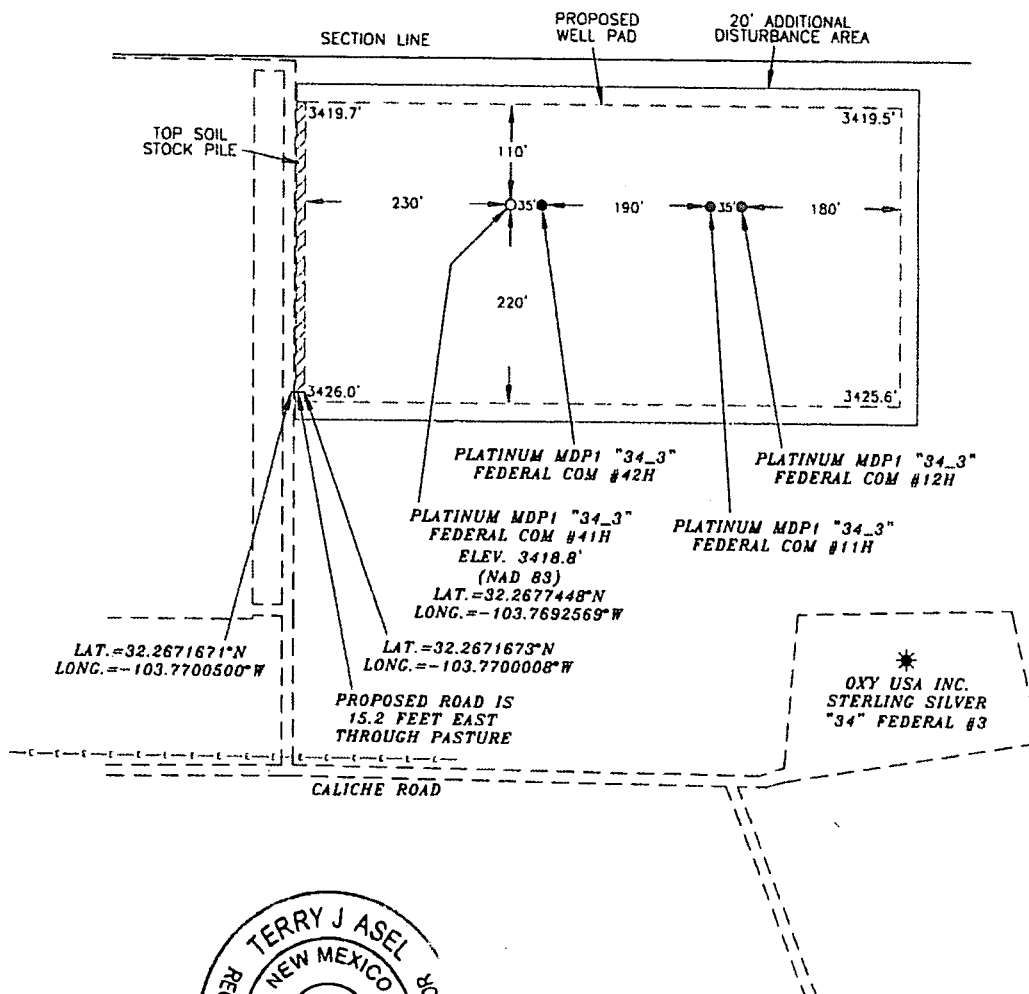 PROPOSED
WELL PAD
20' ADDITIONAL
DISTURBANCE AREA
SECTION LINE
3419.7'
3419.5'
TOP SOIL
STOCK PILE
110'
230'
35'
190'
35'
180'
220'
3426.0'
3425.6'
PLATINUM MDP1 "34_3"
FEDERAL COM #42H
PLATINUM MDP1 "34_3"
FEDERAL COM #12H
PLATINUM MDP1 "34_3"
FEDERAL COM #41H
ELEV. 3418.8'
(NAD 83)
LAT.=32.2677448°N
LONG.=-103.7692569°W
PLATINUM MDP1 "34_3"
FEDERAL COM #11H
LAT.=32.2671671°N
LONG.=-103.7700500°W
LAT.=32.2671673°N
LONG.=-103.7700008°W
PROPOSED ROAD IS
15.2 FEET EAST
THROUGH PASTURE
OXY USA INC.
STERLING SILVER
"34" FEDERAL #3
CALICHE ROAD
TERRY J ASEL
NEW MEXICO